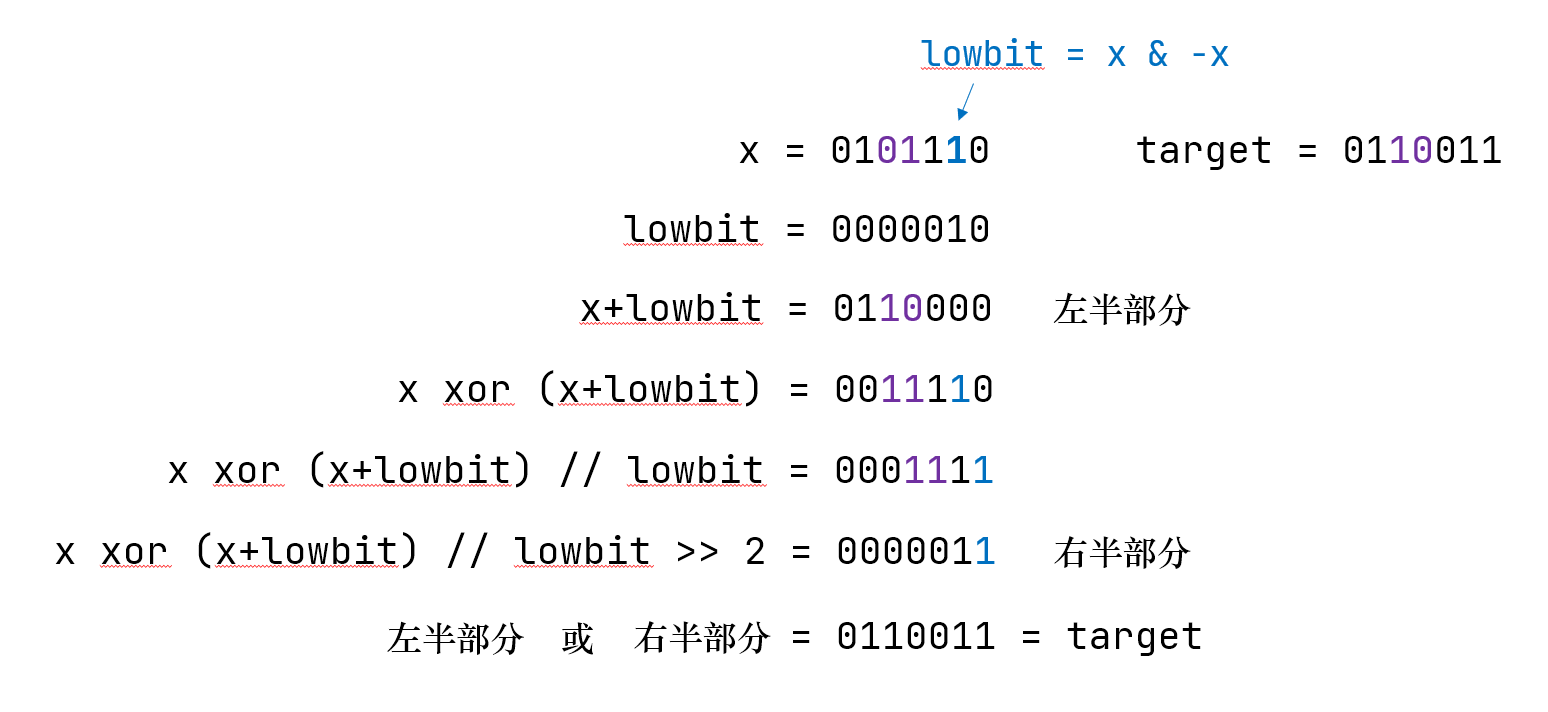 lowbit = x & -x
x = 0101110 target = 0110011
lowbit = 0000010
x+lowbit = 0110000 左半部分
x xor (x+lowbit) = 0011110
x xor (x+lowbit) // lowbit = 0001111
x xor (x+lowbit) // lowbit >> 2 = 0000011 右半部分
左半部分 或 右半部分 = 0110011 = target